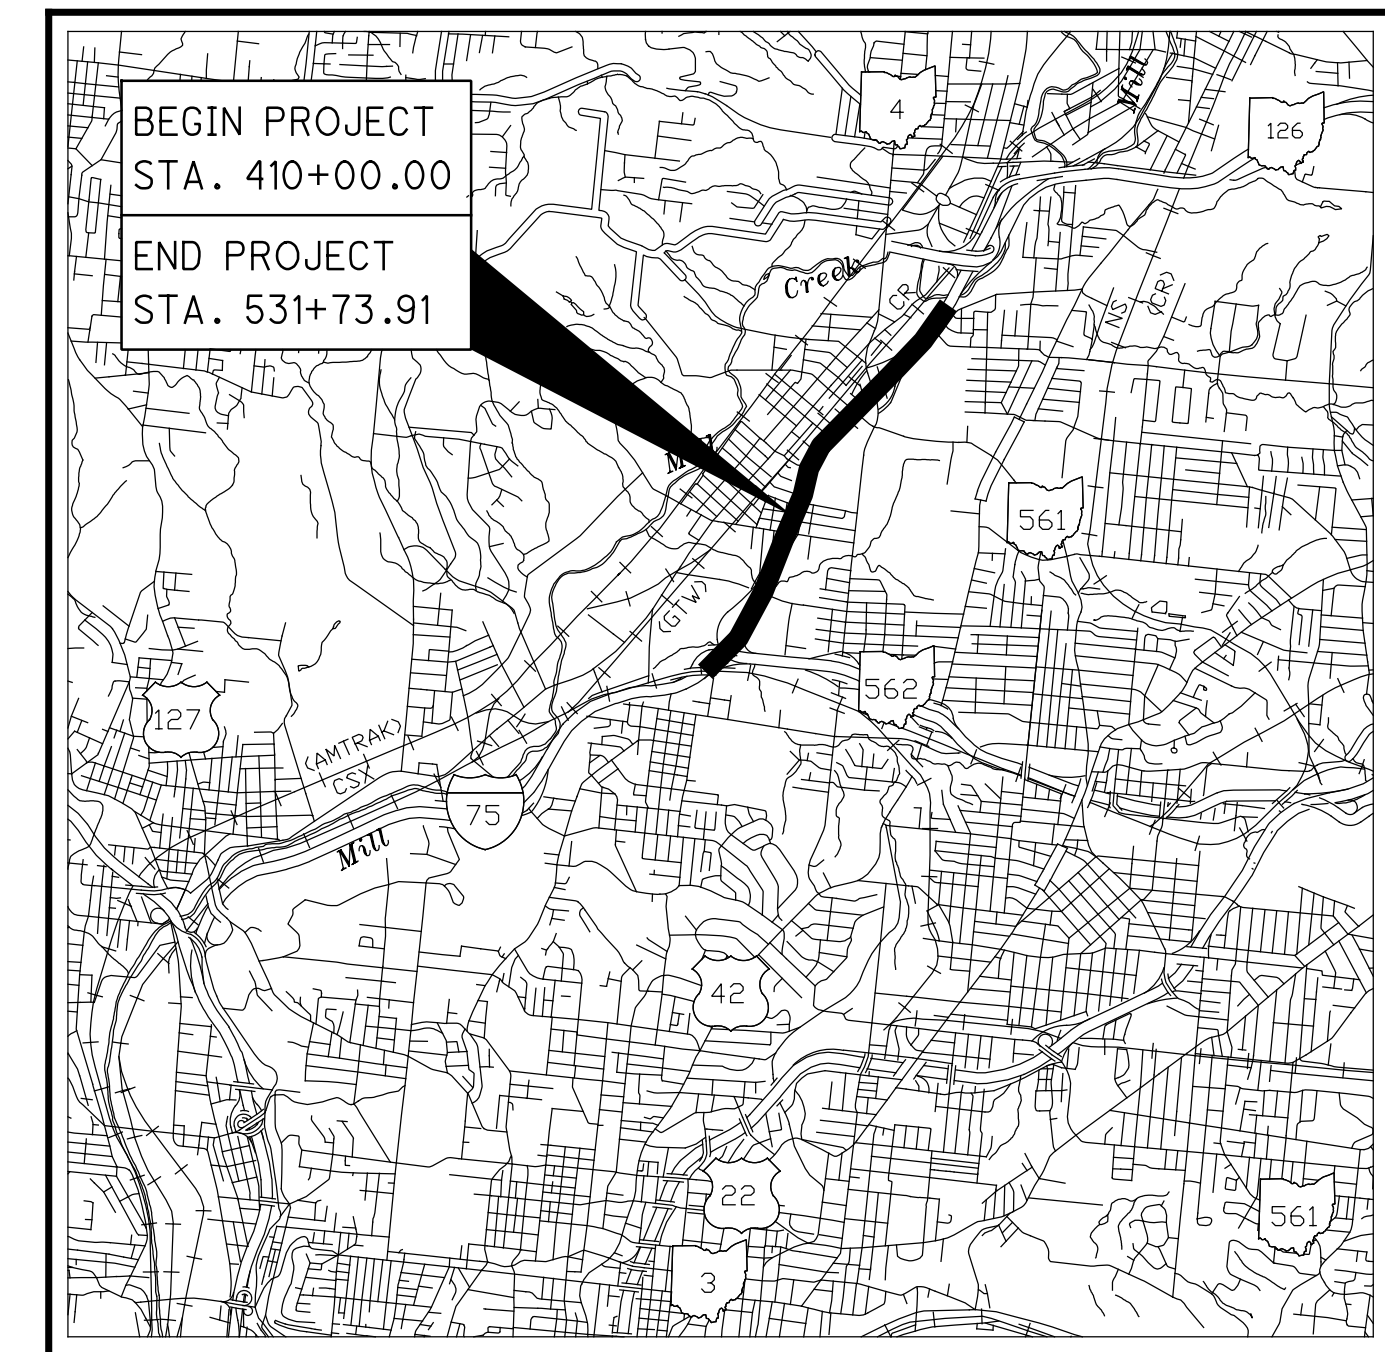 BEGIN PROJECT
STA. 410+00.00
END PROJECT
STA. 531+73.91
4
Mill
126
Creek
CR
NS
(CR)
Mill
561
(GTW)
562
127
(AMTRAK)
CSX
75
Mill
42
22
561
3